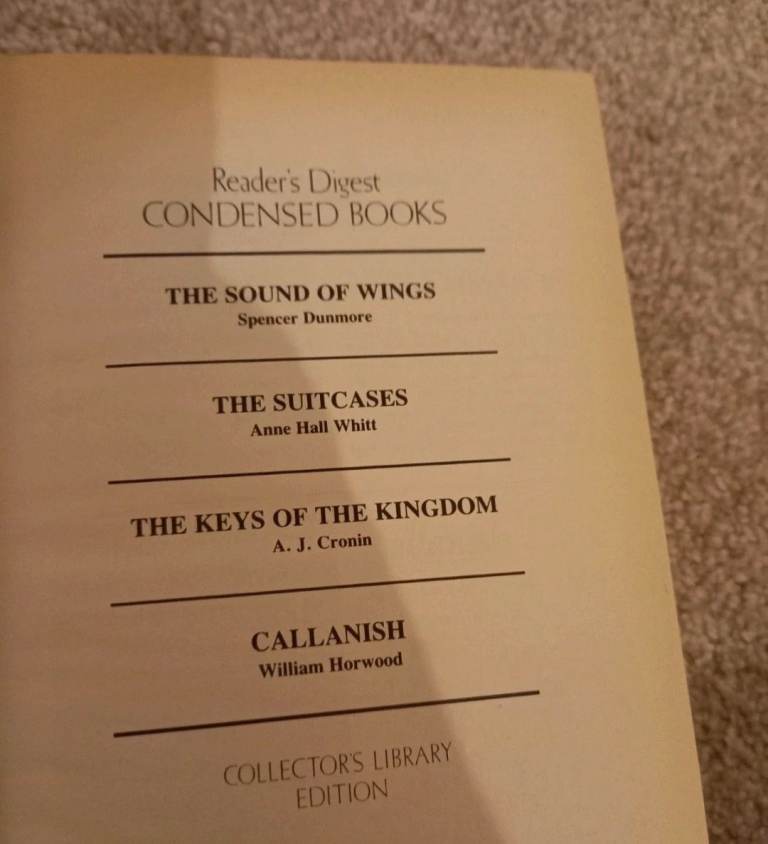 Reader's Digest
CONDENSED BOOKS
THE SOUND OF WINGS
Spencer Dunmore
THE SUITCASES
Anne Hall Whitt
THE KEYS OF THE KINGDOM
A. J. Cronin
CALLANISH
William Horwood
COLLECTOR'S LIBRARY
EDITION